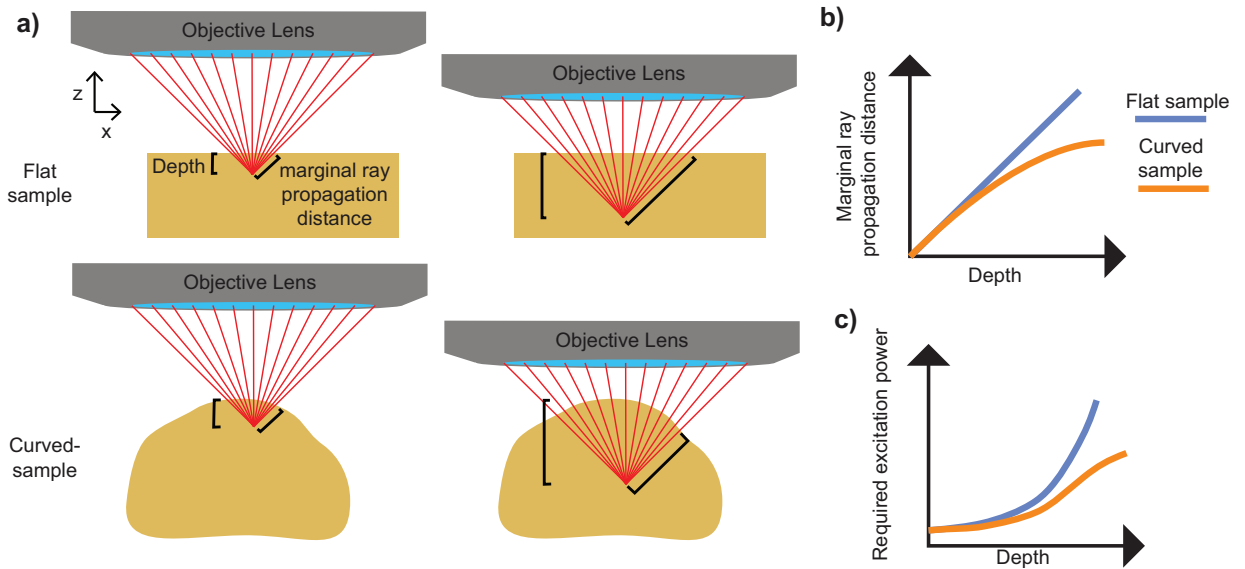 a)
Objective Lens
Objective Lens
z
x
Flat
sample
Depth
marginal ray
propagation
distance
Objective Lens
Objective Lens
Curved-
sample
b)
Marginal ray
propagation distance
Depth
Flat sample
Curved
sample
c)
Required excitation power
Depth